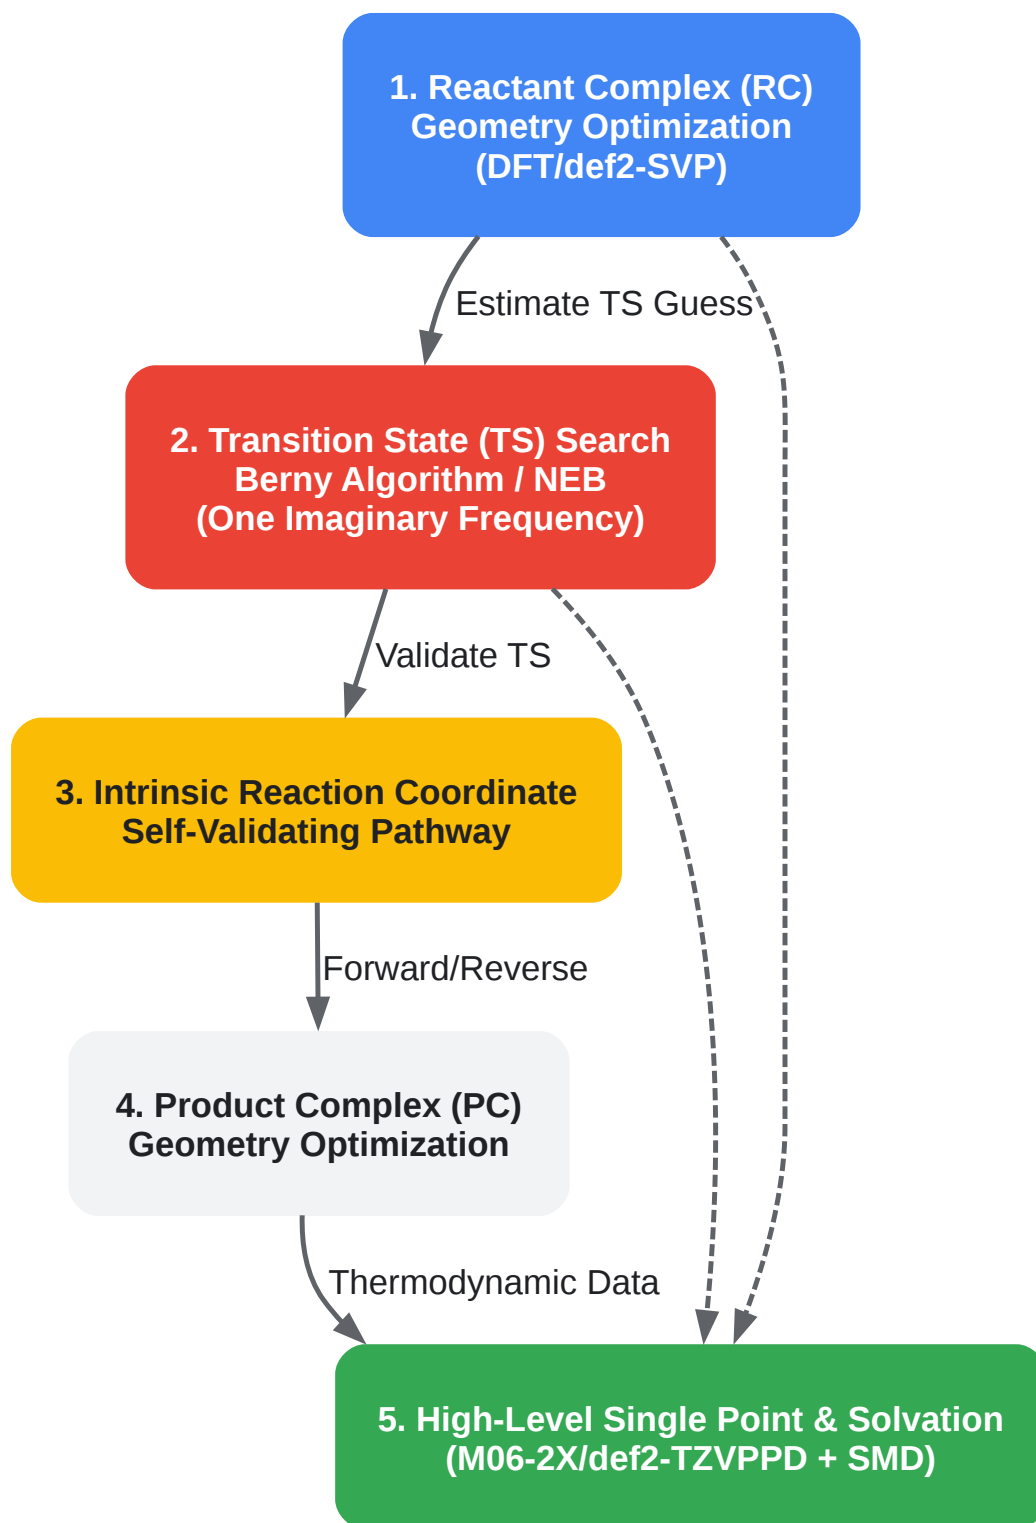 1. Reactant Complex (RC)
Geometry Optimization
(DFT/def2-SVP)
Estimate TS Guess
2. Transition State (TS) Search
Berny Algorithm / NEB
(One Imaginary Frequency)
Validate TS
3. Intrinsic Reaction Coordinate
Self-Validating Pathway
Forward/Reverse
4. Product Complex (PC)
Geometry Optimization
Thermodynamic Data
5. High-Level Single Point & Solvation
(M06-2X/def2-TZVPPD + SMD)